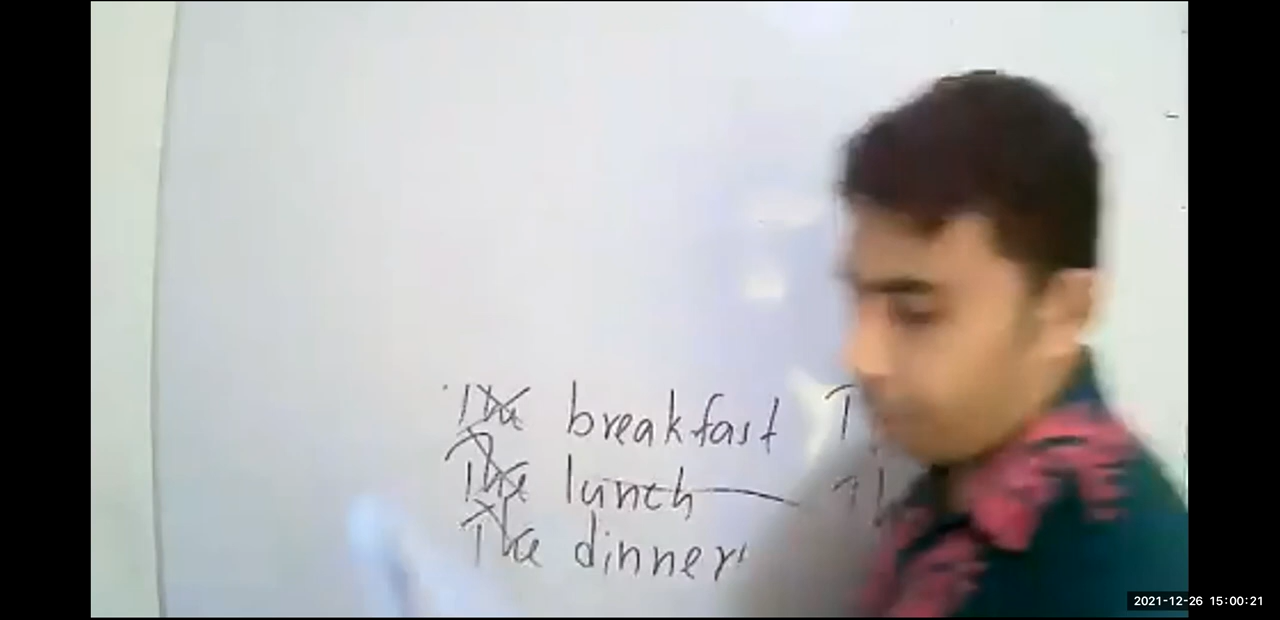 The breakfast
The lunch
The dinner
2021-12-26 15:00:21